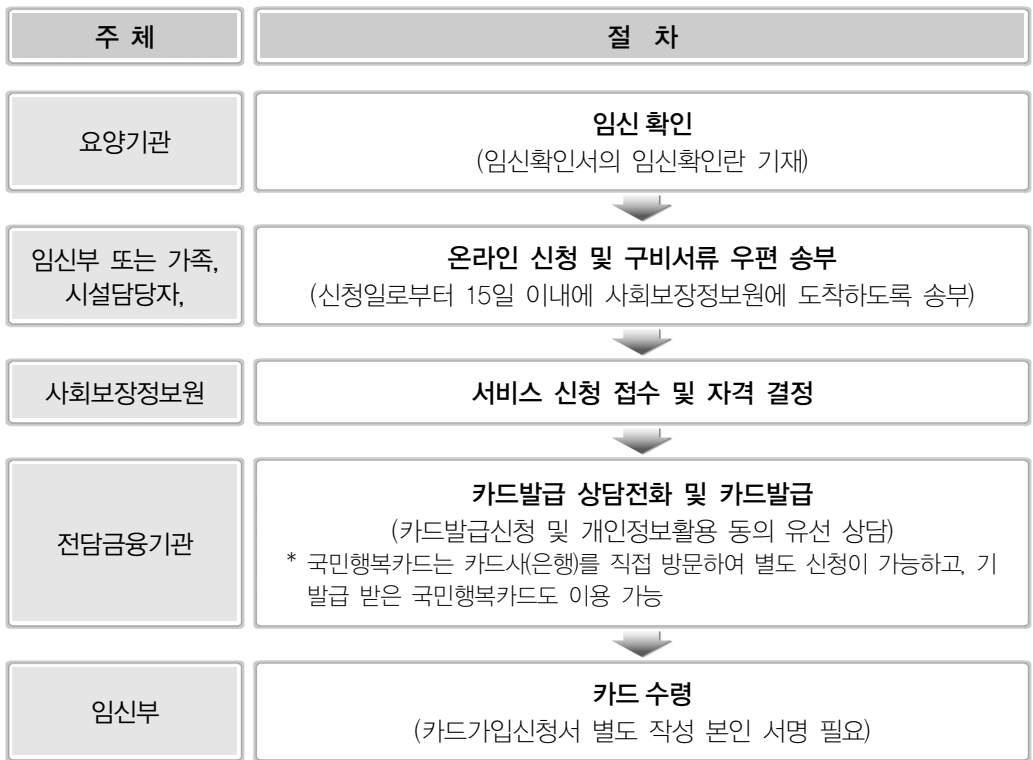 주 체
절 차
요양기관
임신 확인
(임신확인서의 임신확인란 기재)
임신부 또는 가족,
시설담당자,
온라인 신청 및 구비서류 우편 송부
(신청일로부터 15일 이내에 사회보장정보원에 도착하도록 송부)
사회보장정보원
서비스 신청 접수 및 자격 결정
전담금융기관
카드발급 상담전화 및 카드발급
(카드발급신청 및 개인정보활용 동의 유선 상담)
* 국민행복카드는 카드사(은행)를 직접 방문하여 별도 신청이 가능하고, 기
발급 받은 국민행복카드도 이용 가능
임신부
카드 수령
(카드가입신청서 별도 작성 본인 서명 필요)